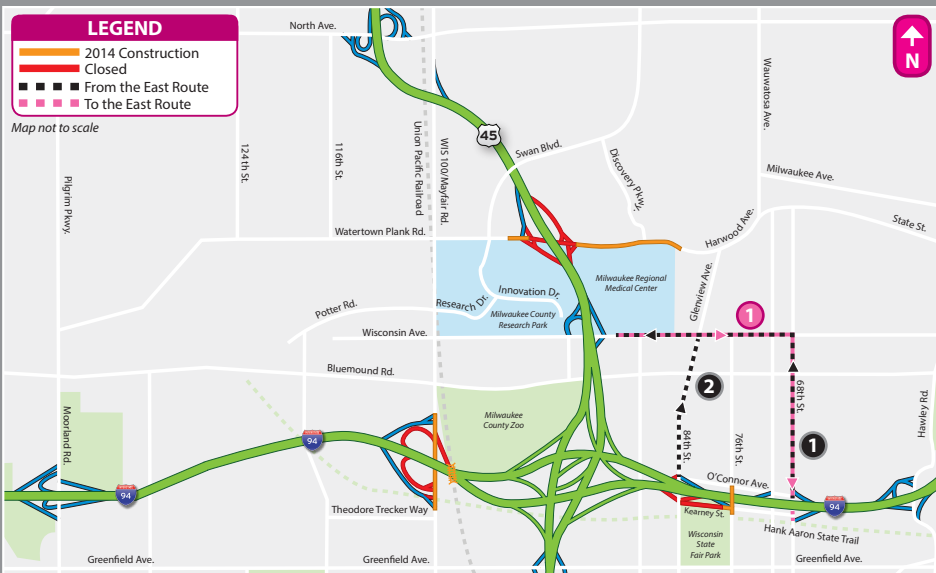 LEGEND
2014 Construction
Closed
From the East Route
To the East Route
Map not to scale
N
North Ave.
45
Swan Blvd.
Discovery Pkwy.
Wauwatosa Ave.
Milwaukee Ave.
State St.
Harwood Ave.
Pilgrim Pkwy.
124th St.
116th St.
Union Pacific Railroad
WIS 100/Mayfair Rd.
Watertown Plank Rd.
Milwaukee Regional
Medical Center
Glenview Ave.
Innovation Dr.
Research Dr.
Milwaukee County
Research Park
Potter Rd.
Wisconsin Ave.
1
Bluemound Rd.
2
68th St.
Hawley Rd.
Moorland Rd.
Milwaukee
County Zoo
94
84th St.
76th St.
1
O'Connor Ave.
94
94
Theodore Trecker Way
Kearney St.
Hank Aaron State Trail
Wisconsin
State
Fair Park
Greenfield Ave.
Greenfield Ave.
Greenfield Ave.